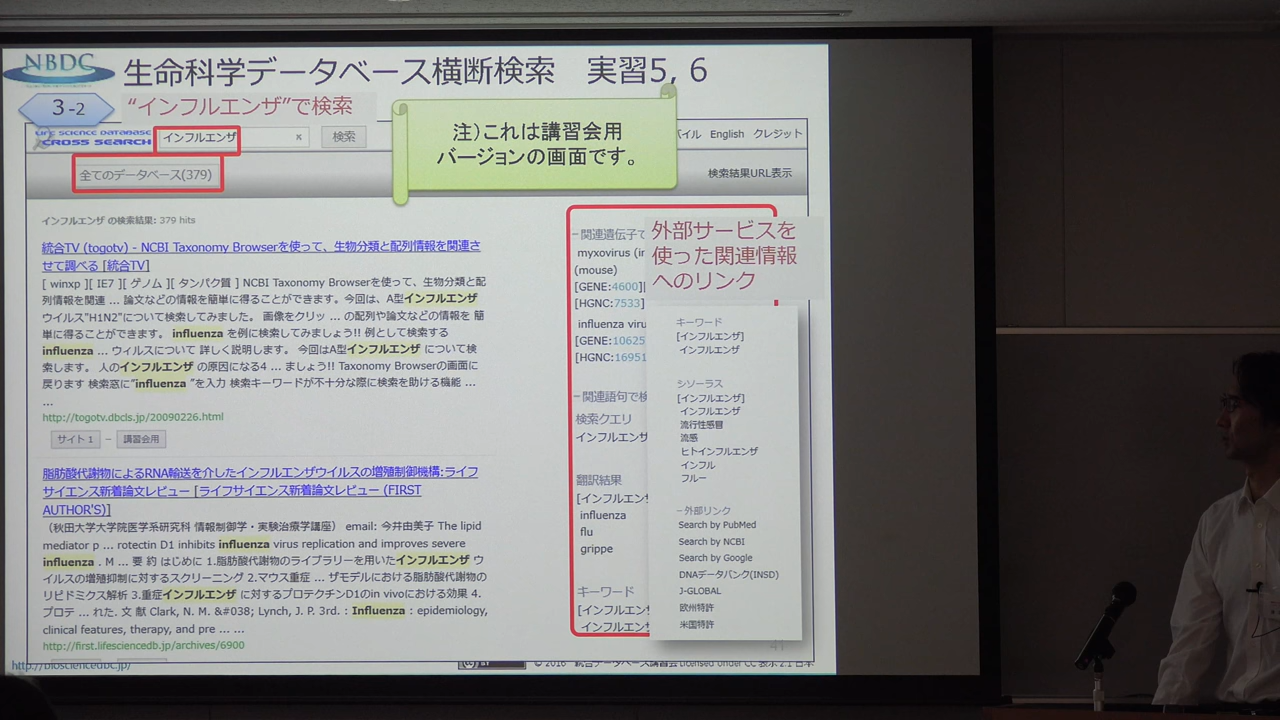 NBDC
生命科学データベース横断検索　実習5, 6
3-2
“インフルエンザ”で検索
注）これは講習会用
バージョンの画面です。
LIFE SCIENCE DATABASE
CROSS SEARCH
インフルエンザ
x
検索
バイル English クレジット
全てのデータベース(379)
検索結果URL表示
インフルエンザ の検索結果: 379 hits
統合TV (togotv) - NCBI Taxonomy Browserを使って、生物分類と配列情報を関連さ
せて調べる [統合TV]
[ winxp ][ IE7 ][ ゲノム ][ タンパク質 ] NCBI Taxonomy Browserを使って、生物分類と配
列情報を関連 ... 論文などの情報を簡単に得ることができます。今回は、A型インフルエンザ
ウイルス"H1N2"について検索してみました。 画像をクリッ ... の配列や論文などの情報を 簡
単に得ることができます。 influenza を例に検索してみましょう!! 例として検索する
influenza ... ウィルスについて 詳しく説明します。 今回はA型インフルエンザ について検
索します。 人のインフルエンザ の原因になる4 ... ましょう!! Taxonomy Browserの画面に
戻ります 検索窓に"influenza "を入力 検索キーワードが不十分な際に検索を助ける機能 ...
...
http://togotv.dbcls.jp/20090226.html
サイト 1 － 講習会用
脂肪酸代謝物によるRNA輸送を介したインフルエンザウイルスの増殖制御機構:ライフ
サイエンス新着論文レビュー [ライフサイエンス新着論文レビュー (FIRST
AUTHOR'S)]
（秋田大学大学院医学系研究科 情報制御学・実験治療学講座） email: 今井由美子 The lipid
mediator p ... rotectin D1 inhibits influenza virus replication and improves severe
influenza . M ... 要 約 はじめに 1.脂肪酸代謝物のライブラリーを用いたインフルエンザ ウ
イルスの増殖抑制に対するスクリーニング 2.マウス重症 ... ザモデルにおける脂肪酸代謝物の
リピドミクス解析 3.重症インフルエンザ に対するプロテクチンD1のin vivoにおける効果 4.
プロテ ... れた. 文 献 Clark, N. M. &#038; Lynch, J. P. 3rd. : Influenza : epidemiology,
clinical features, therapy, and pre ... ...
http://first.lifesciencedb.jp/archives/6900
外部サービスを
使った関連情報
へのリンク
－関連遺伝子で
myxovirus (in
(mouse)
[GENE:4600][
[HGNC:7533]
influenza viru
[GENE:10625
[HGNC:16951
－関連語句で検
検索クエリ
インフルエンザ
翻訳結果
[インフルエンザ
influenza
flu
grippe
キーワード
[インフルエンザ
インフルエンザ
キーワード
[インフルエンザ]
インフルエンザ
シソーラス
[インフルエンザ]
インフルエンザ
流行性感冒
流感
ヒトインフルエンザ
インフル
フルー
－外部リンク
Search by PubMed
Search by NCBI
Search by Google
DNAデータバンク(INSD)
J-GLOBAL
欧州特許
米国特許
41
http://biosciencedbc.jp/
© 2016 統合データベース講習会 Licensed under CC 表示 2.1 日本